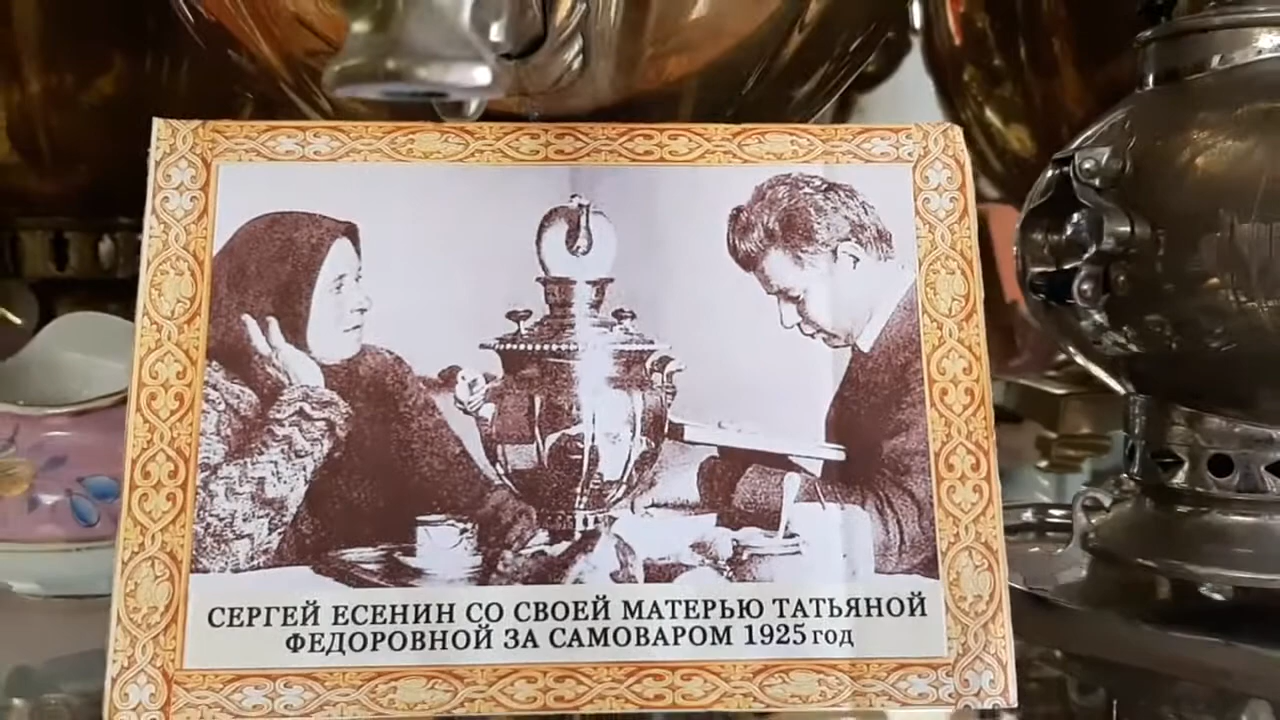 СЕРГЕЙ ЕСЕНИН СО СВОЕЙ МАТЕРЬЮ ТАТЬЯНОЙ
ФЕДОРОВНОЙ ЗА САМОВАРОМ 1925 год